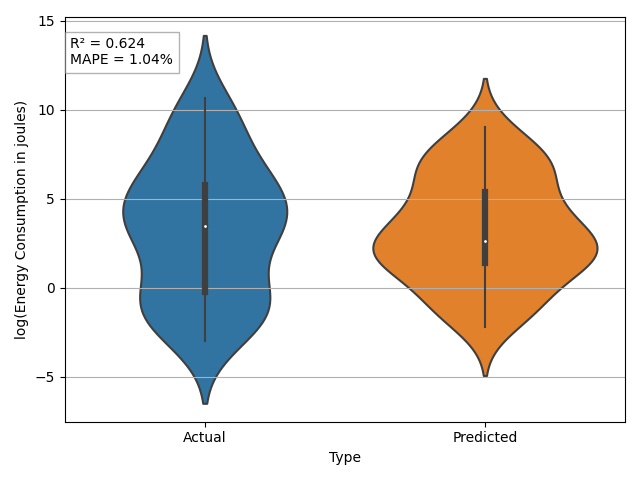 R² = 0.624
MAPE = 1.04%
log(Energy Consumption in joules)
15
10
5
0
−5
Actual
Predicted
Type